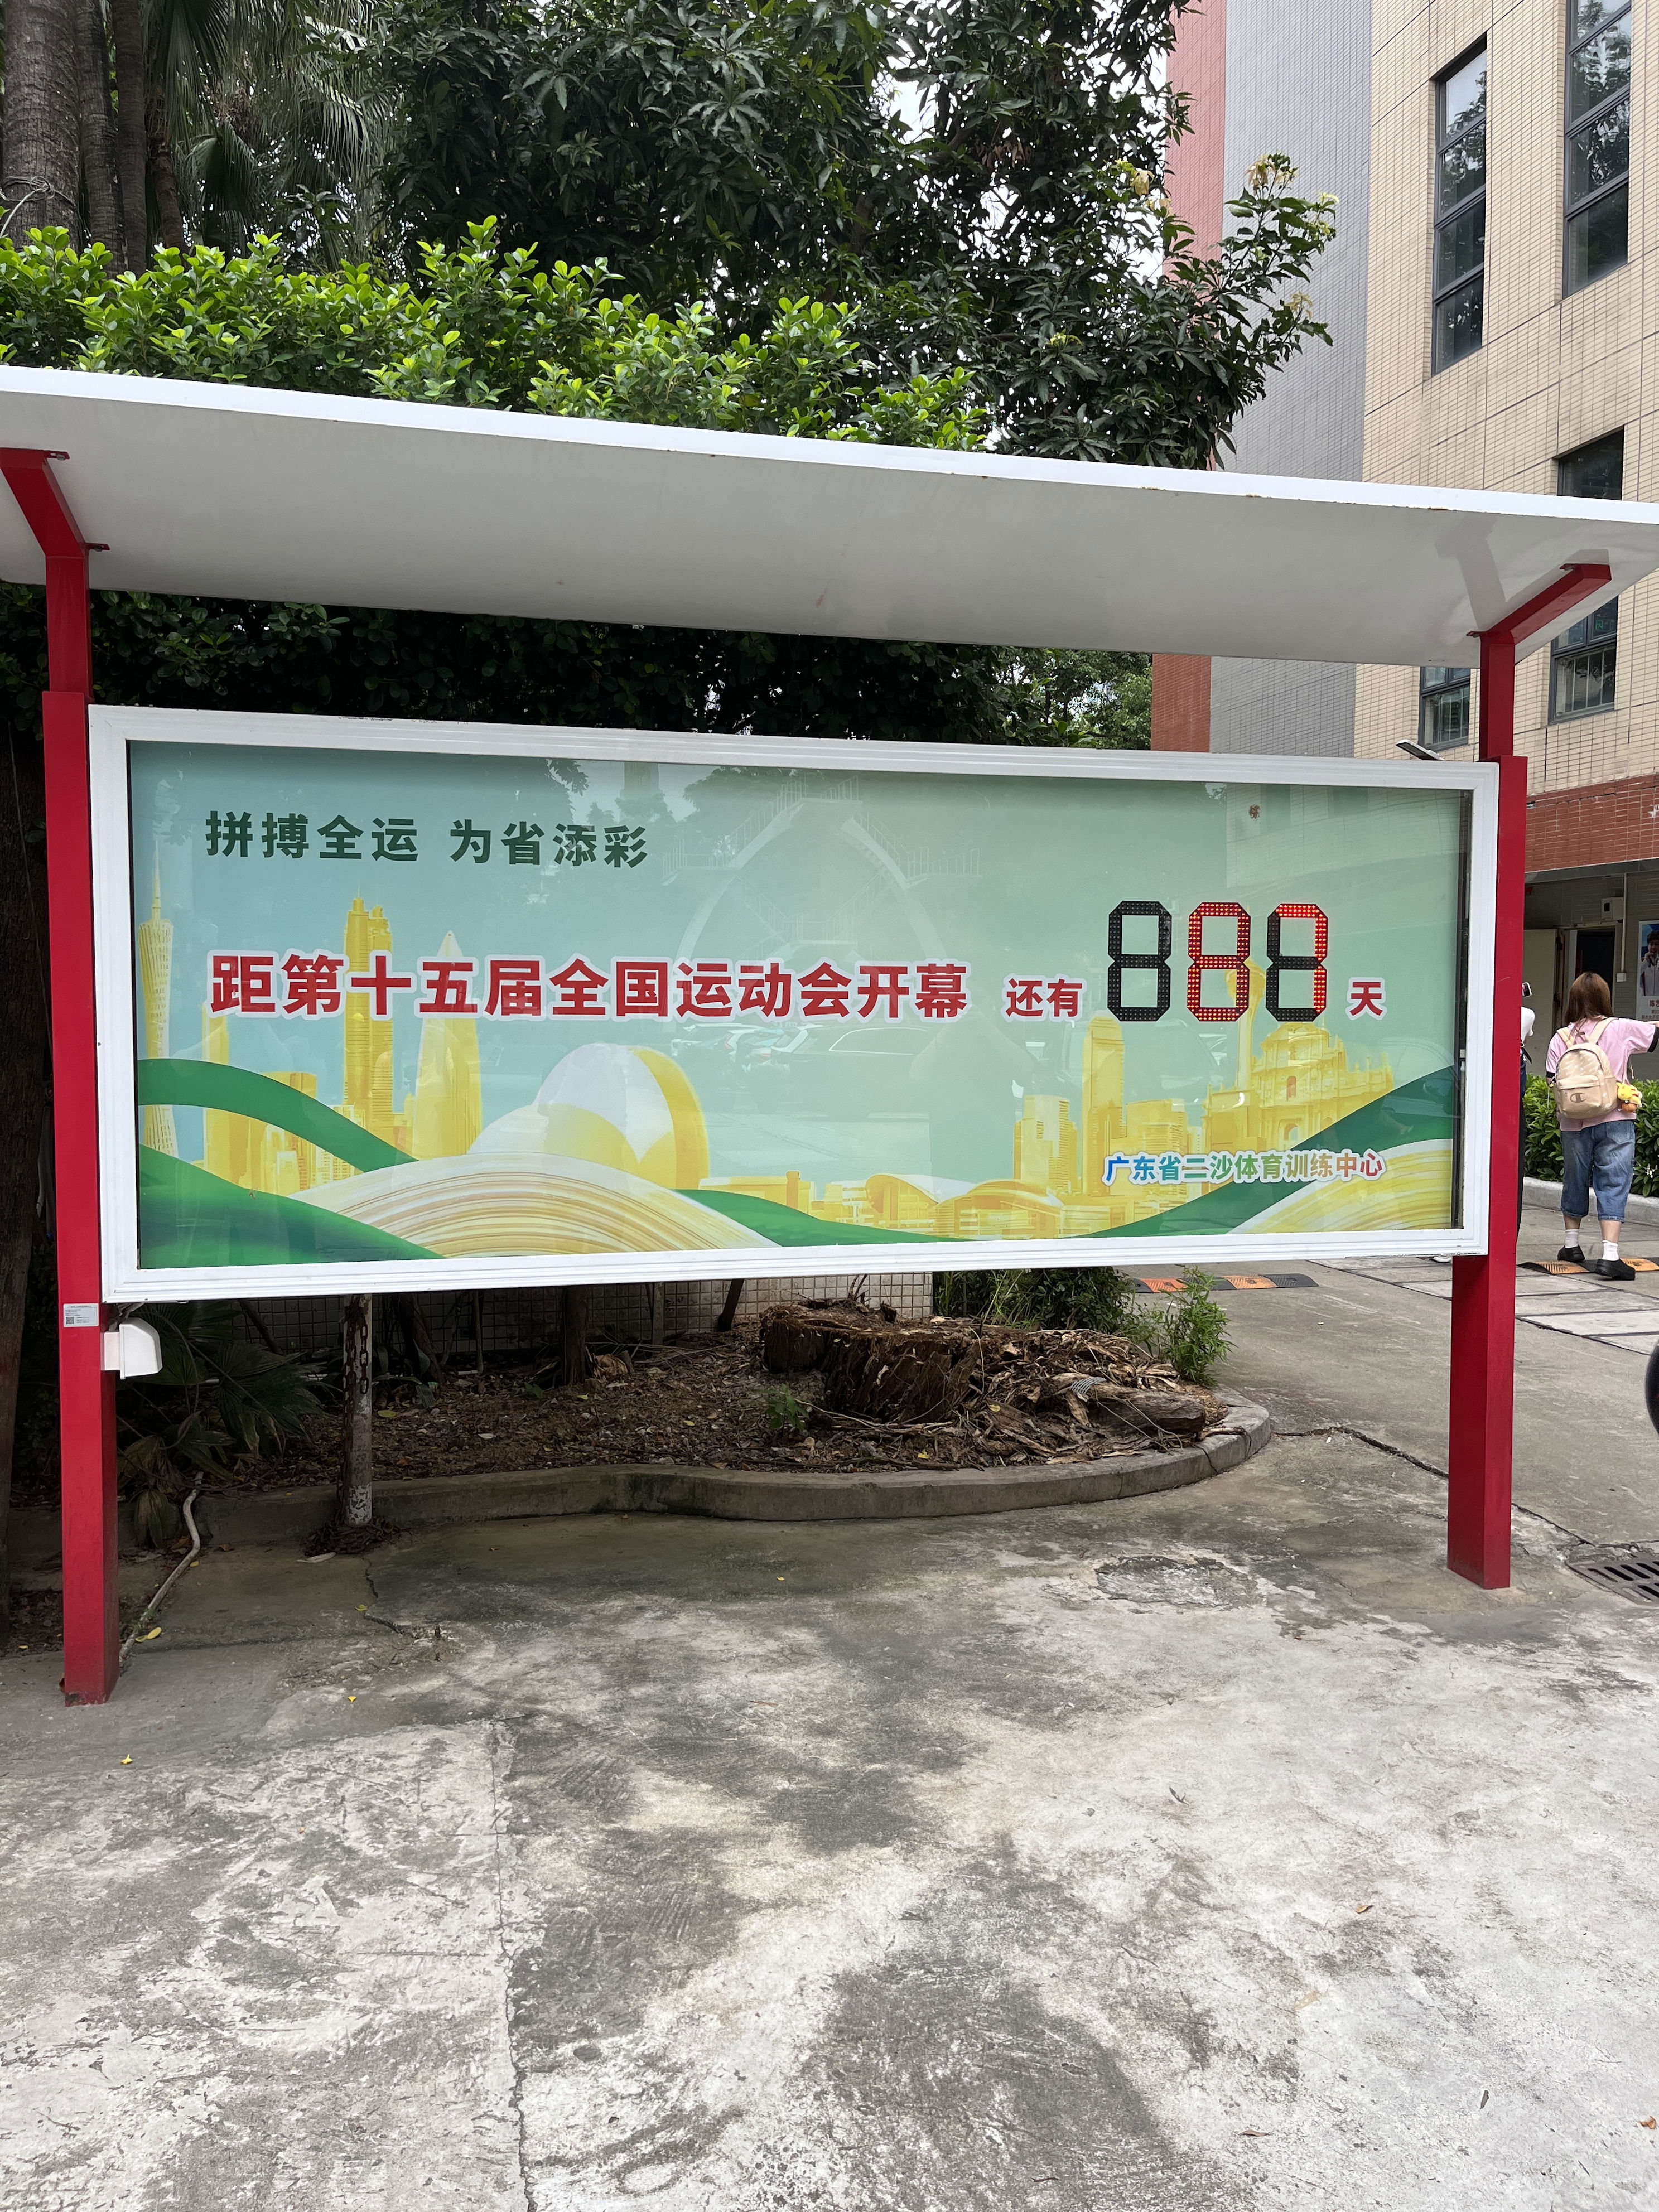 拼搏全运 为省添彩
距第十五届全国运动会开幕 还有 87 天
广东省二沙体育训练中心